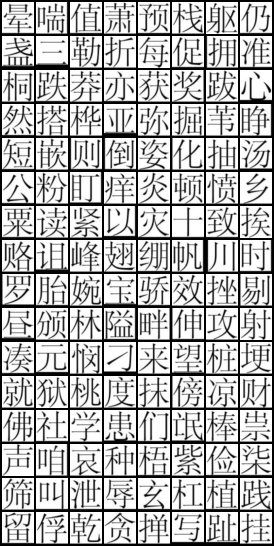 晕喘值萧预栈躯仍
盏三勒折每促拥准
桐跌莽亦获奖跋心
然搭桦亚弥掘苇睁
短嵌则倒姿化抽汤
公粉盯痒炎顿愤乡
粟读紧以灾十致挨
赂诅峰翅绷帆川时
罗胎婉宝骄效挫剔
昼颁林隘畔伸攻射
凑元悯刁来望桩埂
就狱桃度抹傍凉财
佛社学患们氓棒祟
声咱哀种梧紫俭柒
筛叫泄辱玄杠植践
留俘乾贪掸写趾挂